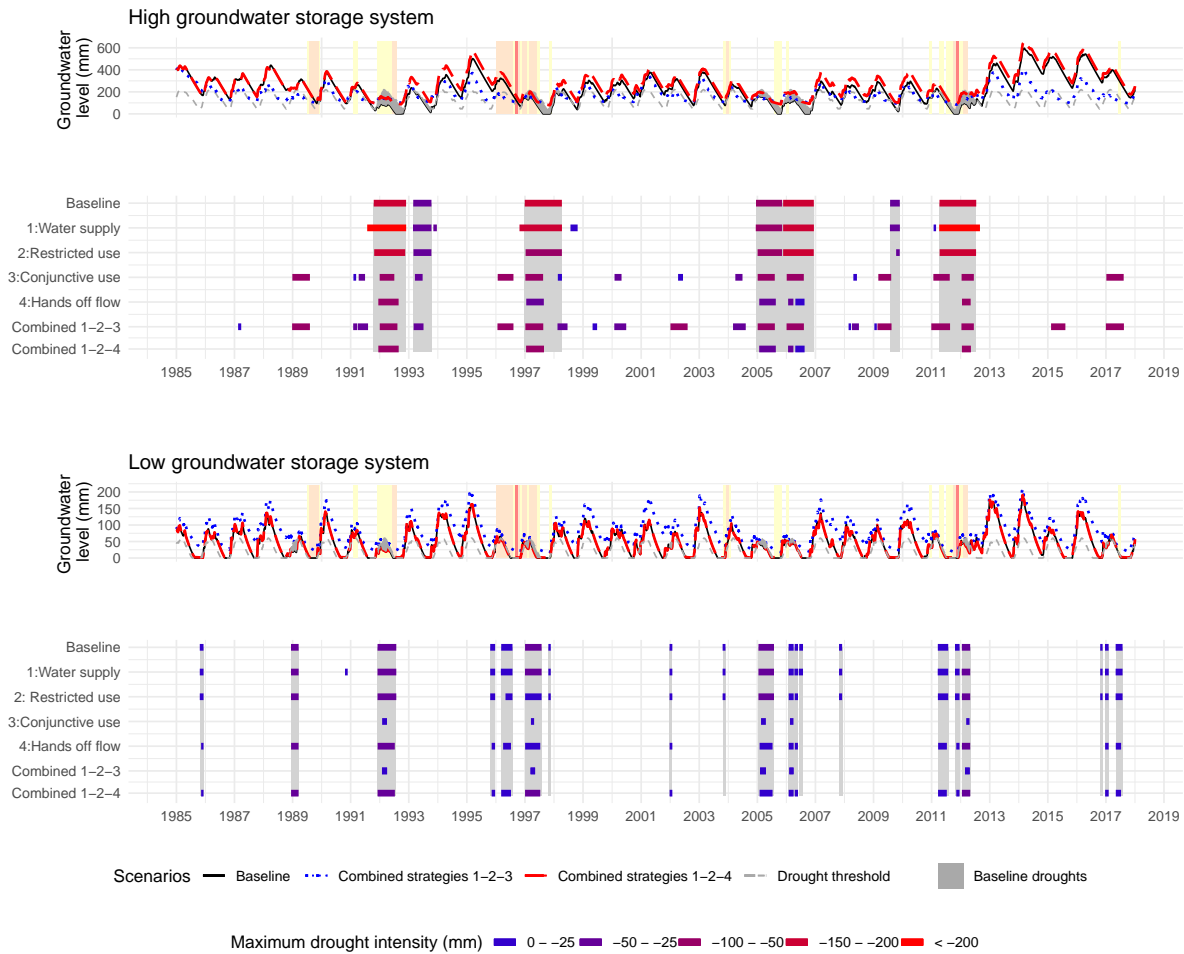 High groundwater storage system
Groundwater
level (mm)
600
400
200
0
Baseline
1:Water supply
2:Restricted use
3:Conjunctive use
4:Hands off flow
Combined 1−2−3
Combined 1−2−4
1985 1987 1989 1991 1993 1995 1997 1999 2001 2003 2005 2007 2009 2011 2013 2015 2017 2019
Low groundwater storage system
Groundwater
level (mm)
200
150
100
50
0
Baseline
1:Water supply
2: Restricted use
3:Conjunctive use
4:Hands off flow
Combined 1−2−3
Combined 1−2−4
1985 1987 1989 1991 1993 1995 1997 1999 2001 2003 2005 2007 2009 2011 2013 2015 2017 2019
Scenarios Baseline Combined strategies 1−2−3 Combined strategies 1−2−4 Drought threshold Baseline droughts
Maximum drought intensity (mm) 0 − −25 −50 − −25 −100 − −50 −150 − −200 < −200